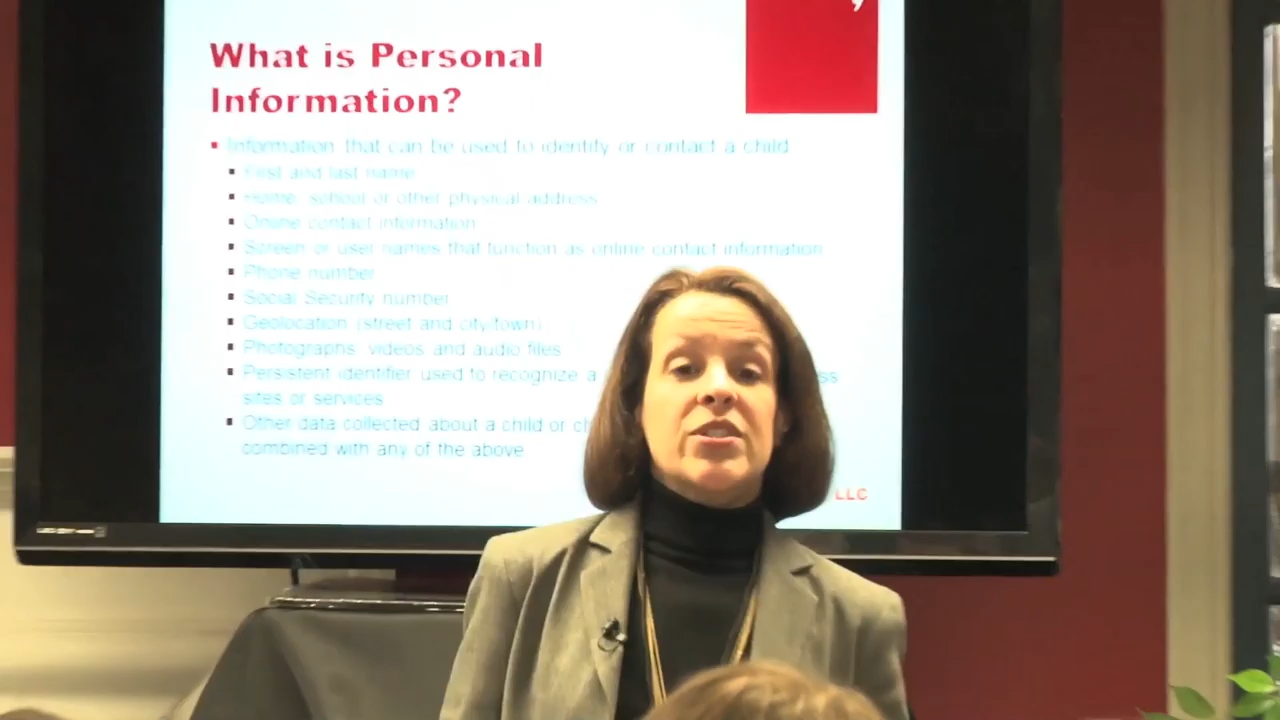 What is Personal
Information?
Information that can be used to identify or contact a child
First and last name
Home, school or other physical address
Online contact information
Screen or user names that function as online contact information
Phone number
Social Security number
Geolocation (street and city/town)
Photographs, videos and audio files
Persistent identifier used to recognize a
sites or services
Other data collected about a child or
combined with any of the above
LLC